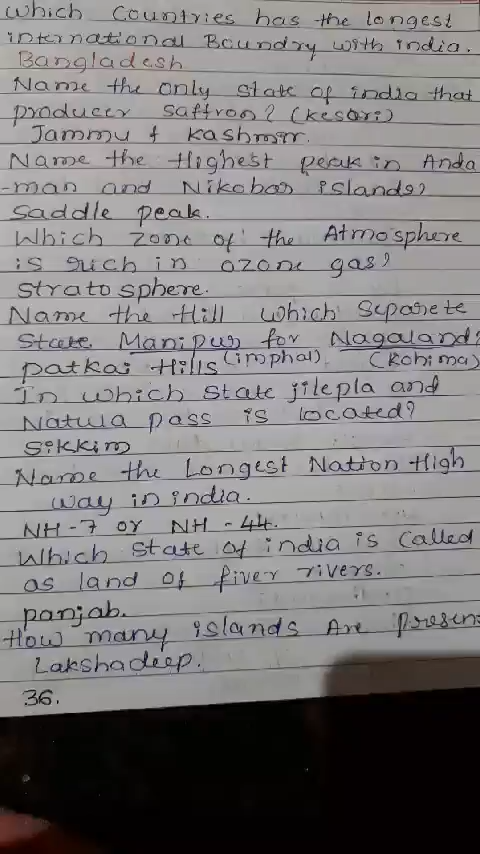 which Countries has the longest
international Boundry with india.
Bangladesh
Name the only state of india that
producer saffron? (kesari)
Jammu & kashmir.
Name the Highest peak in Anda
-man and Nikobar islands?
saddle peak.
Which zone of the Atmosphere
is rich in ozone gas?
Stratosphere.
Name the Hill which Separete
State Manipur for Nagaland?
patkai Hills (imphal) (Kohima)
In which state jilepla and
Natula pass is located?
Sikkim
Name the Longest Nation High
way in india.
NH-7 or NH-44.
Which state of india is called
as land of fiver rivers.
panjab.
How many islands Are Present
Lakshadeep.
36.